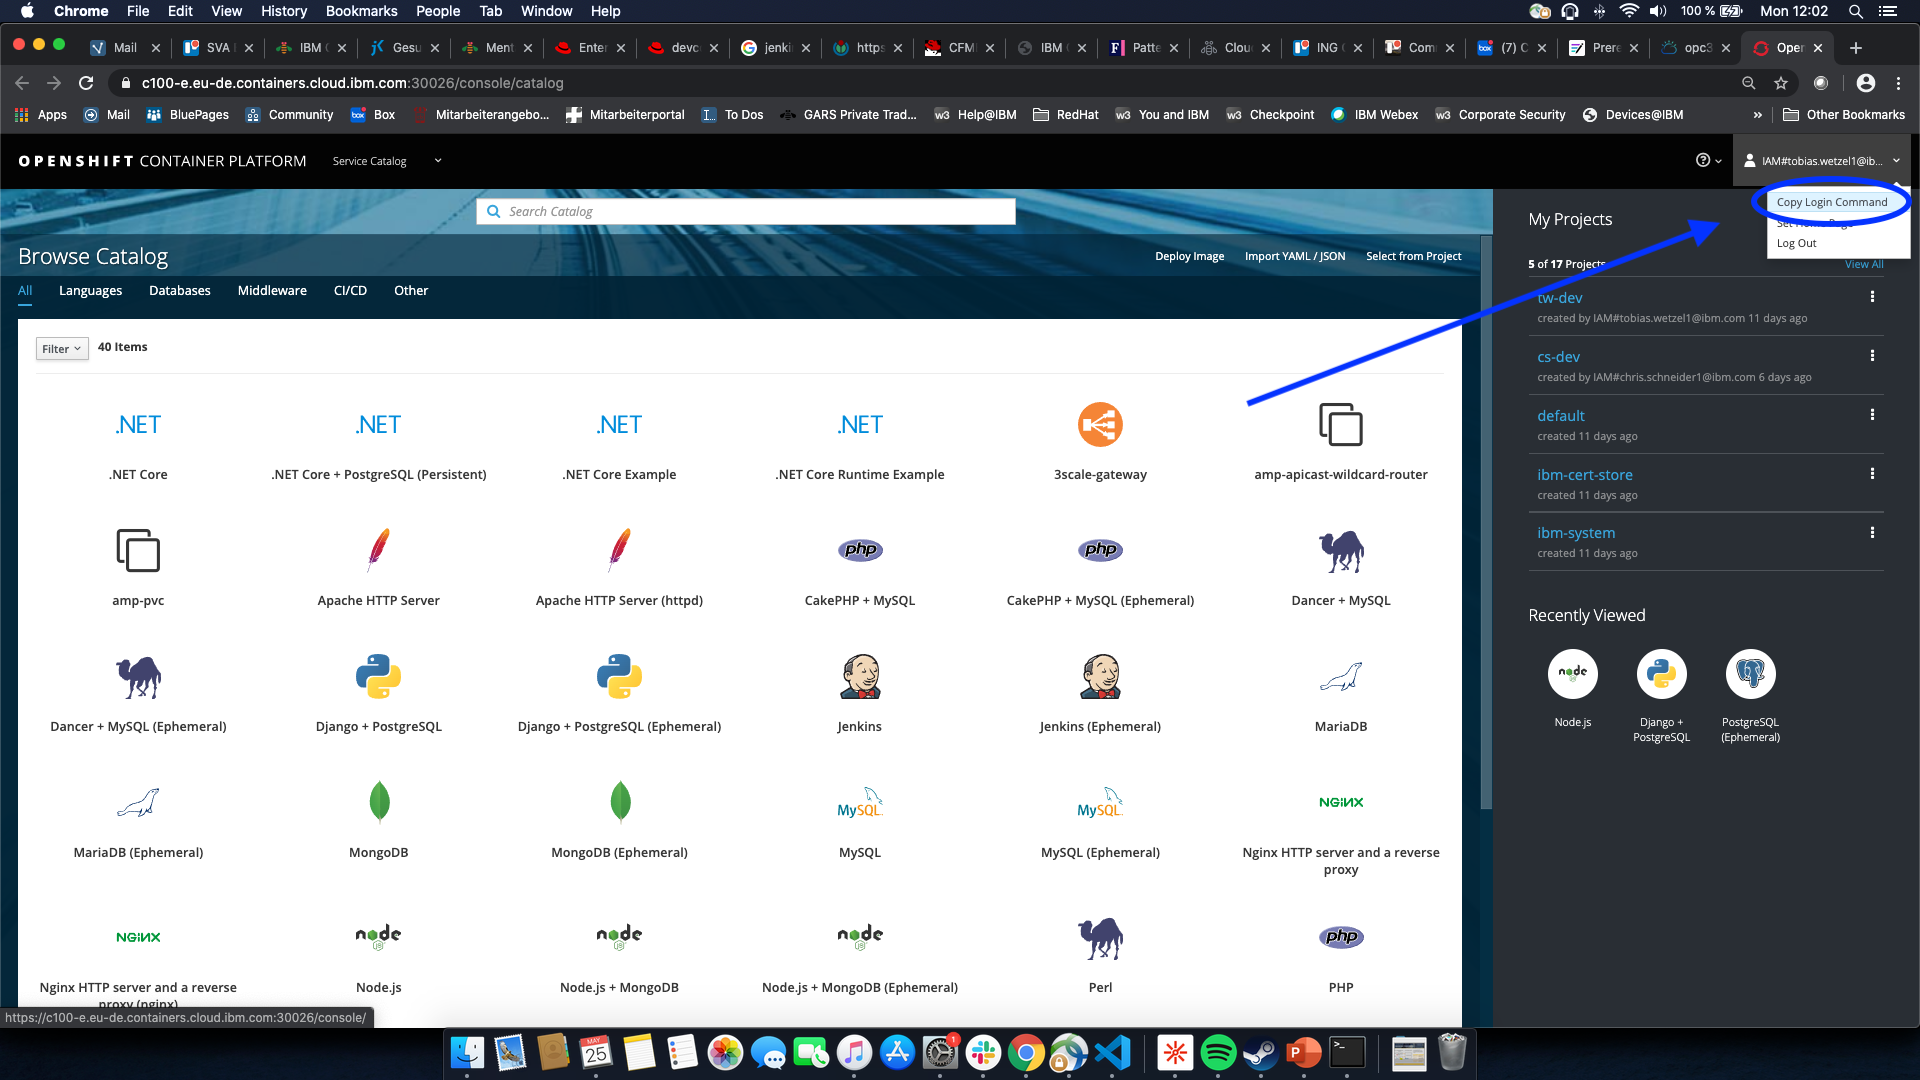 Chrome File Edit View History Bookmarks People Tab Window Help 100 % Mon 12:02
Mail SVA IBM C Gesu Ment Enter devc jenki https CFM IBM C Patte Clou ING C Com (7) C Prere opc3 Oper
c100-e.eu-de.containers.cloud.ibm.com:30026/console/catalog
Apps Mail BluePages Community box Box Mitarbeiterangebo... Mitarbeiterportal To Dos GARS Private Trad... w3 Help@IBM RedHat w3 You and IBM w3 Checkpoint IBM Webex w3 Corporate Security Devices@IBM » Other Bookmarks
OPENSHIFT CONTAINER PLATFORM Service Catalog IAM#tobias.wetzel1@ib...
Copy Login Command
Set Home Page
Log Out
Search Catalog
Browse Catalog Deploy Image Import YAML / JSON Select from Project
All Languages Databases Middleware CI/CD Other
Filter 40 Items
.NET .NET .NET .NET
.NET Core .NET Core + PostgreSQL (Persistent) .NET Core Example .NET Core Runtime Example 3scale-gateway amp-apicast-wildcard-router
php php
amp-pvc Apache HTTP Server Apache HTTP Server (httpd) CakePHP + MySQL CakePHP + MySQL (Ephemeral) Dancer + MySQL
Dancer + MySQL (Ephemeral) Django + PostgreSQL Django + PostgreSQL (Ephemeral) Jenkins Jenkins (Ephemeral) MariaDB
MySQL MySQL NGINX
MariaDB (Ephemeral) MongoDB MongoDB (Ephemeral) MySQL MySQL (Ephemeral) Nginx HTTP server and a reverse
proxy
NGINX node JS node JS node JS php
Nginx HTTP server and a reverse Node.js Node.js + MongoDB Node.js + MongoDB (Ephemeral) Perl PHP
proxy (nginx)
My Projects
5 of 17 Projects View All
tw-dev
created by IAM#tobias.wetzel1@ibm.com 11 days ago
cs-dev
created by IAM#chris.schneider1@ibm.com 6 days ago
default
created 11 days ago
ibm-cert-store
created 11 days ago
ibm-system
created 11 days ago
Recently Viewed
node
Node.js Django + PostgreSQL
PostgreSQL (Ephemeral)
https://c100-e.eu-de.containers.cloud.ibm.com:30026/console/
MAY
25
1
P